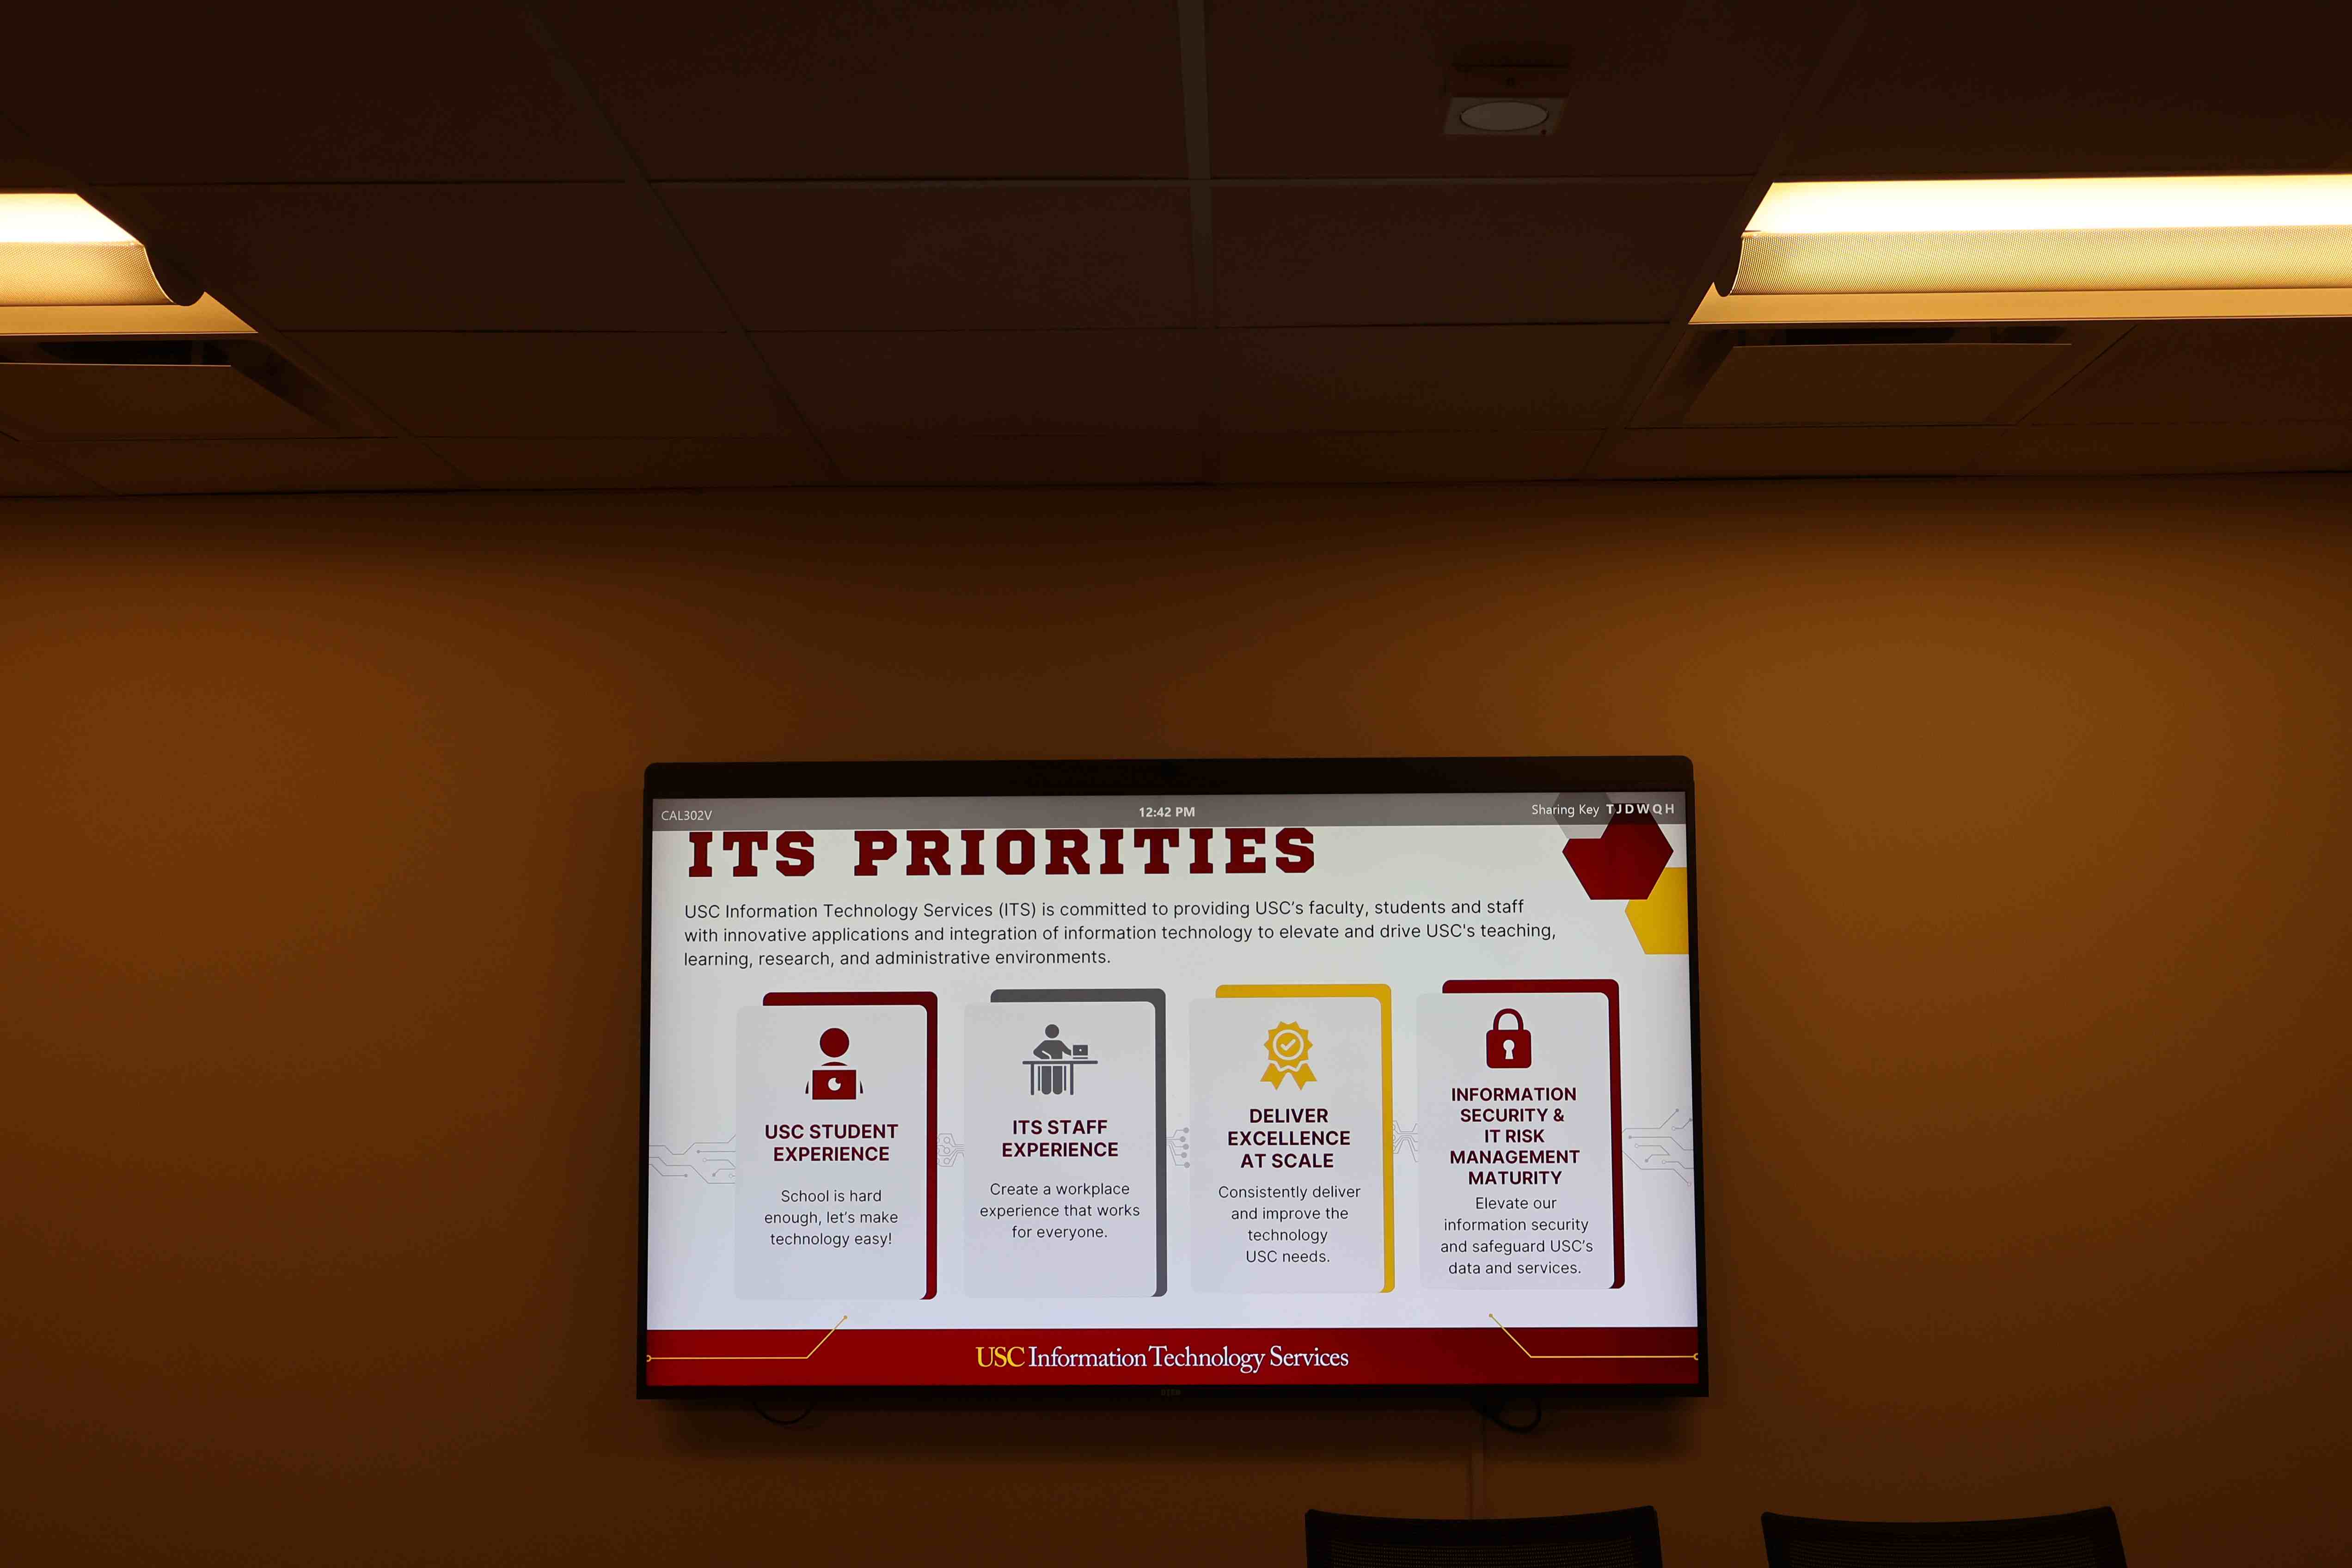 CAL302V
12:42 PM
Sharing Key TJDWQH
ITS PRIORITIES
USC Information Technology Services (ITS) is committed to providing USC's faculty, students and staff
with innovative applications and integration of information technology to elevate and drive USC's teaching,
learning, research, and administrative environments.
USC STUDENT
EXPERIENCE
School is hard
enough, let's make
technology easy!
ITS STAFF
EXPERIENCE
Create a workplace
experience that works
for everyone.
DELIVER
EXCELLENCE
AT SCALE
Consistently deliver
and improve the
technology
USC needs.
INFORMATION
SECURITY &
IT RISK
MANAGEMENT
MATURITY
Elevate our
information security
and safeguard USC's
data and services.
USC Information Technology Services